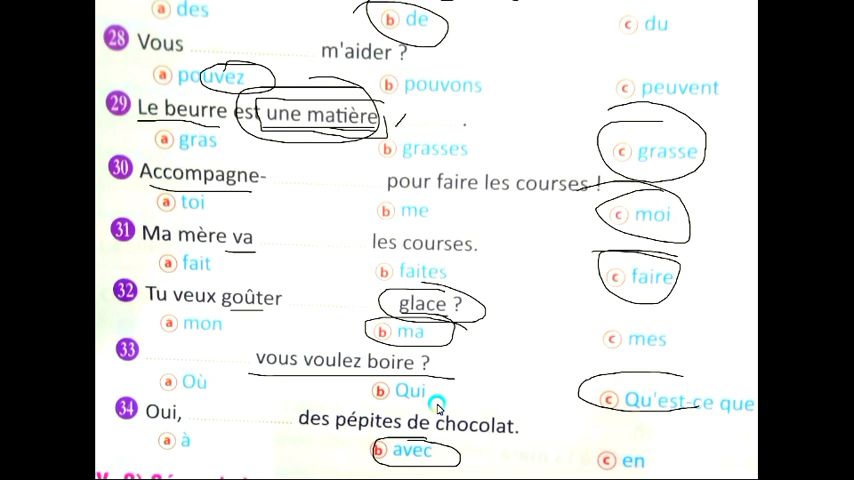 a des b de c du
28 Vous .................. m'aider ?
a pouvez b pouvons c peuvent
29 Le beurre est une matière .................. .
a gras b grasses c grasse
30 Accompagne- .................. pour faire les courses !
a toi b me c moi
31 Ma mère va .................. les courses.
a fait b faites c faire
32 Tu veux goûter .................. glace ?
a mon b ma c mes
33 .................. vous voulez boire ?
a Où b Qui c Qu'est-ce que
34 Oui, .................. des pépites de chocolat.
a à b avec c en